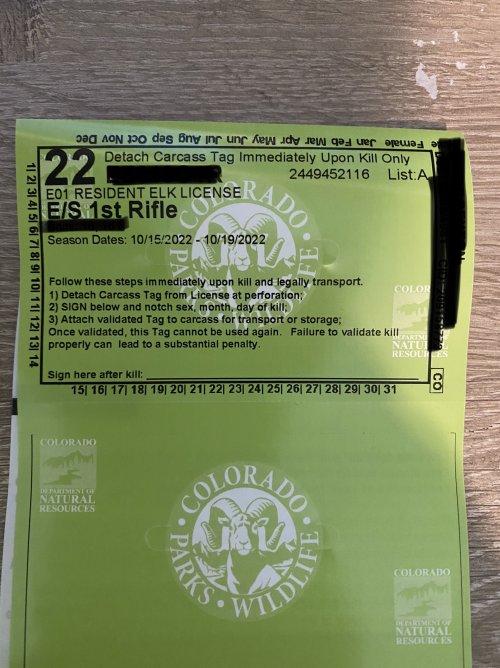 Female Jan Feb Mar Apr May Jun Jul Aug Sep Oct Nov Dec
22 Detach Carcass Tag Immediately Upon Kill Only
2449452116 List:A
E01 RESIDENT ELK LICENSE
E/S 1st Rifle
Season Dates: 10/15/2022 - 10/19/2022
Follow these steps immediately upon kill and legally transport.
1) Detach Carcass Tag from License at perforation;
2) SIGN below and notch sex, month, day of kill;
3) Attach validated Tag to carcass for transport or storage;
Once validated, this Tag cannot be used again. Failure to validate kill
properly can lead to a substantial penalty.
Sign here after kill:
1| 2| 3| 4| 5| 6| 7| 8| 9| 10| 11| 12| 13| 14
15| 16| 17| 18| 19| 20| 21| 22| 23| 24| 25| 26| 27| 28| 29| 30| 31
CO
COLORADO
PARKS WILDLIFE
COLORADO
DEPARTMENT OF
NATURAL
RESOURCES
COLORADO
DEPARTMENT OF
NATURAL
RESOURCES
COLORADO
PARKS • WILDLIFE
COLORADO
DEPARTMENT OF
NATURAL
RESOURCES